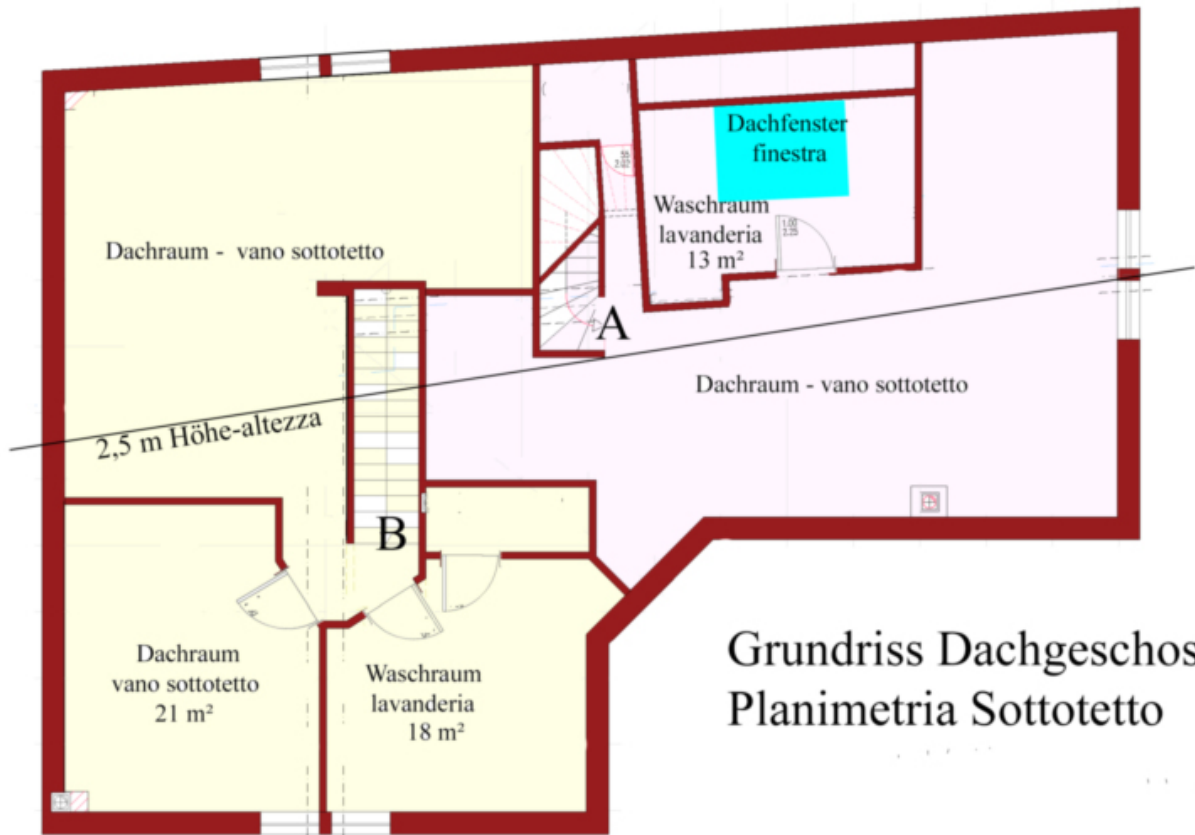 Dachfenster
finestra
Waschraum
lavanderia
13 m²
Dachraum - vano sottotetto
A
Dachraum - vano sottotetto
2,5 m Höhe-altezza
B
Dachraum
vano sottotetto
21 m²
Waschraum
lavanderia
18 m²
Grundriss Dachgeschos
Planimetria Sottotetto